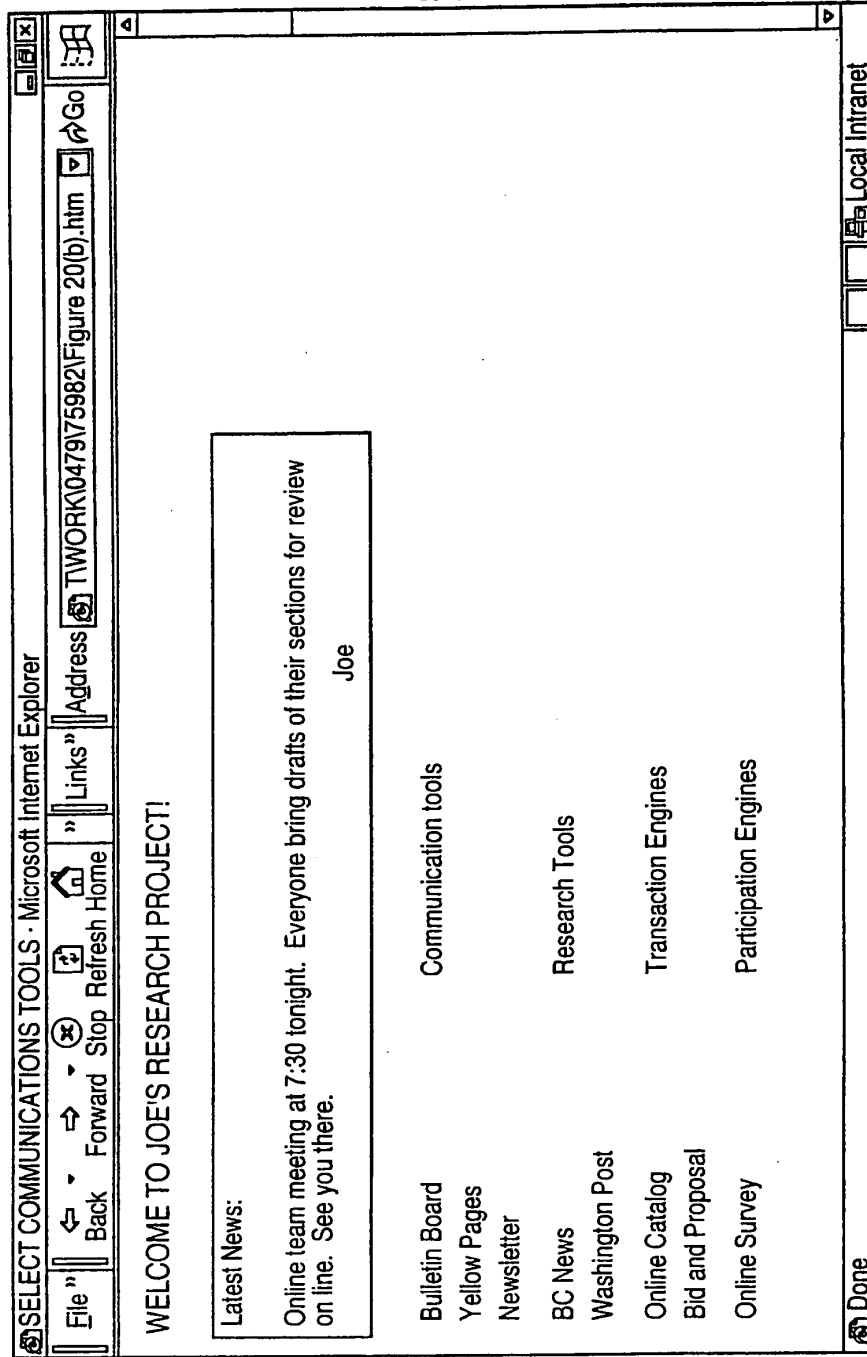 SELECT COMMUNICATIONS TOOLS - Microsoft Internet Explorer
File » Back Forward Stop Refresh Home » Links » Address T\WORK\0479\75982\Figure 20(b).htm Go
WELCOME TO JOE'S RESEARCH PROJECT!
Latest News:
Online team meeting at 7:30 tonight. Everyone bring drafts of their sections for review
on line. See you there.
Joe
Bulletin Board Communication tools
Yellow Pages
Newsletter
BC News Research Tools
Washington Post
Online Catalog Transaction Engines
Bid and Proposal
Online Survey Participation Engines
Done Local Intranet